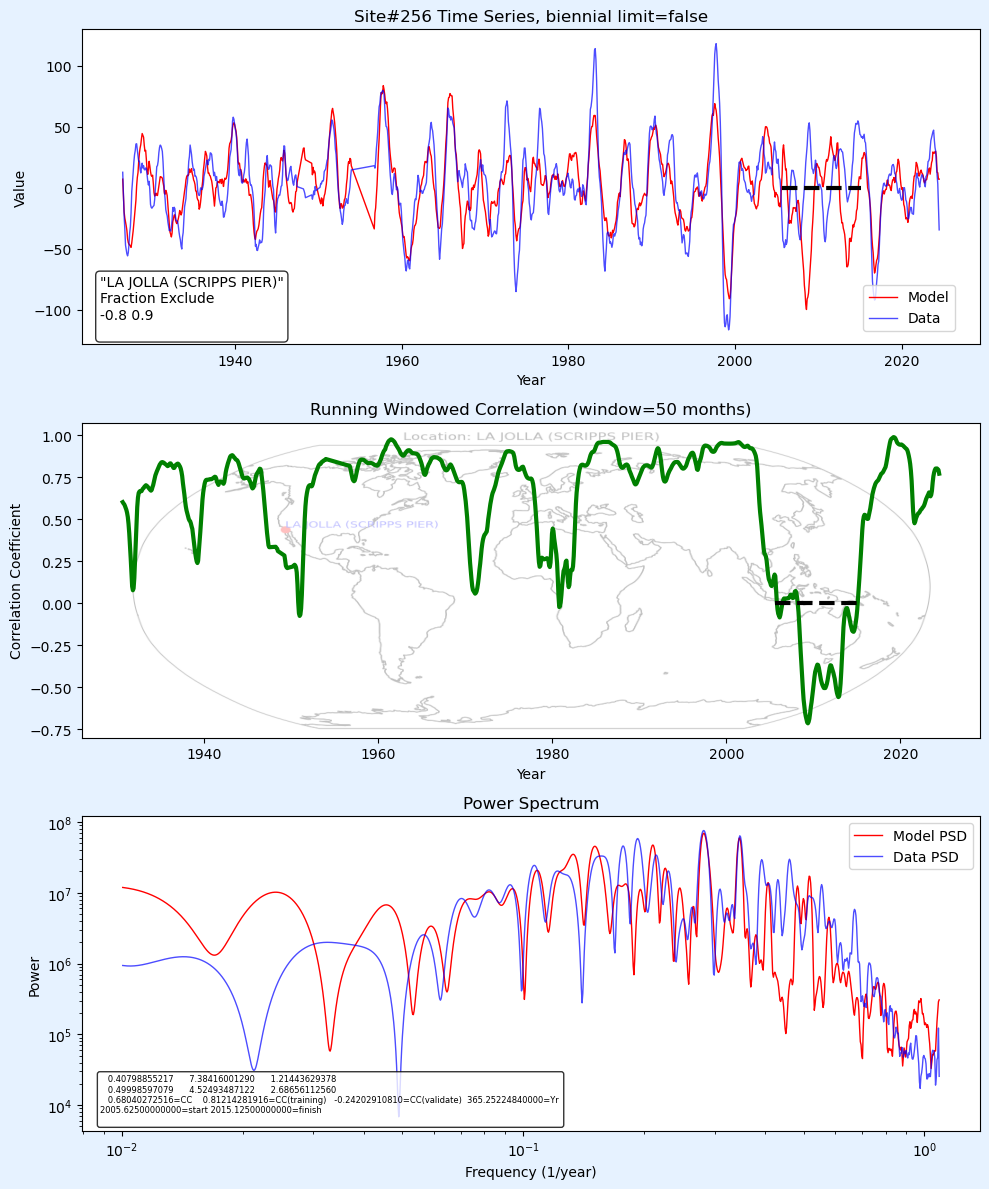 Site#256 Time Series, biennial limit=false
Value
100
50
0
−50
−100
"LA JOLLA (SCRIPPS PIER)"
Fraction Exclude
-0.8 0.9
Model
Data
1940 1960 1980 2000 2020
Year
Running Windowed Correlation (window=50 months)
Location: LA JOLLA (SCRIPPS PIER)
LA JOLLA (SCRIPPS PIER)
Correlation Coefficient
1.00
0.75
0.50
0.25
0.00
−0.25
−0.50
−0.75
1940 1960 1980 2000 2020
Year
Power Spectrum
Model PSD
Data PSD
Power
10⁸
10⁷
10⁶
10⁵
10⁴
0.40798855217 7.38416001290 1.21443629378
0.49998597079 4.52493487122 2.68656112560
0.68040272516=CC 0.81214281916=CC(training) -0.24202910810=CC(validate) 365.25224840000=Yr
2005.62500000000=start 2015.12500000000=finish
10⁻² 10⁻¹ 10⁰
Frequency (1/year)